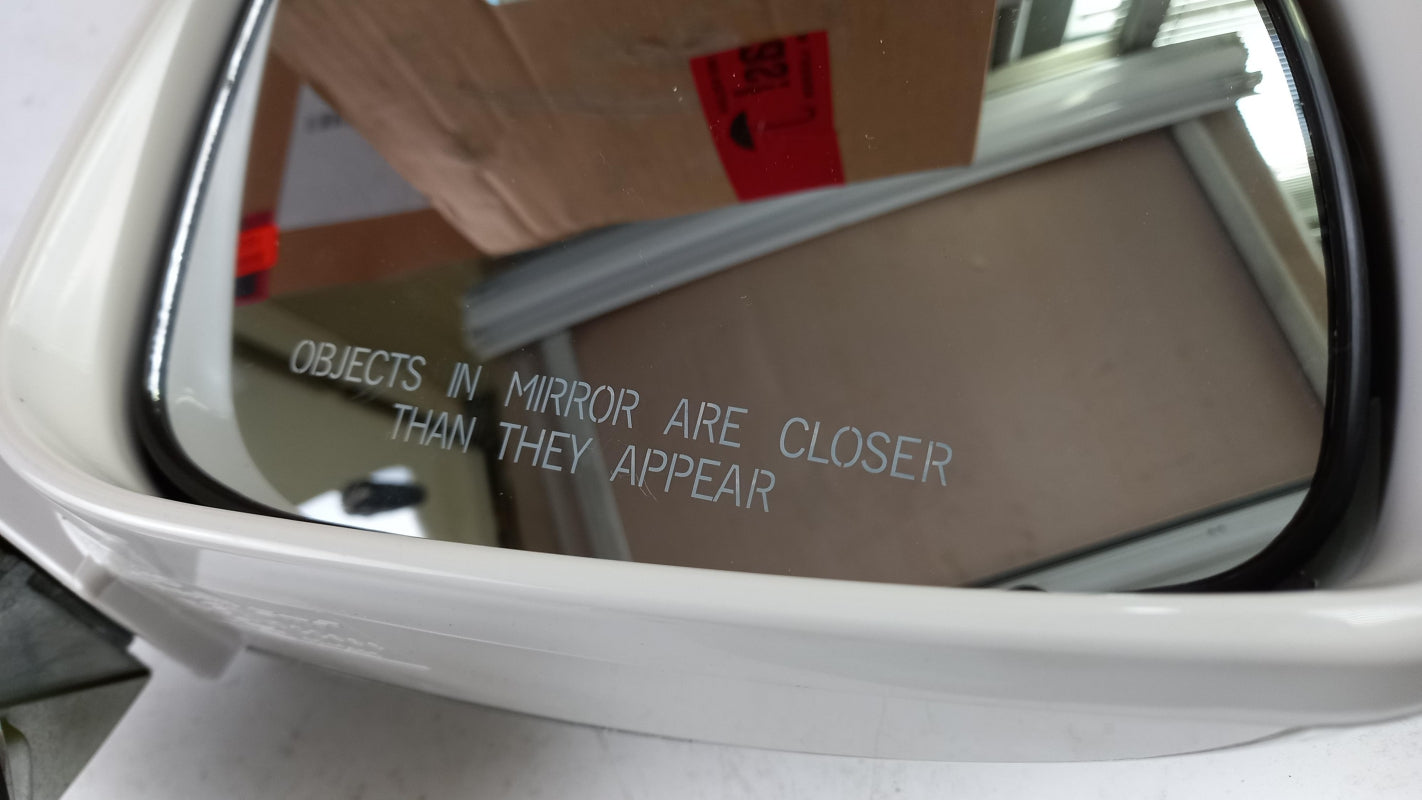 OBJECTS IN MIRROR ARE CLOSER
THAN THEY APPEAR